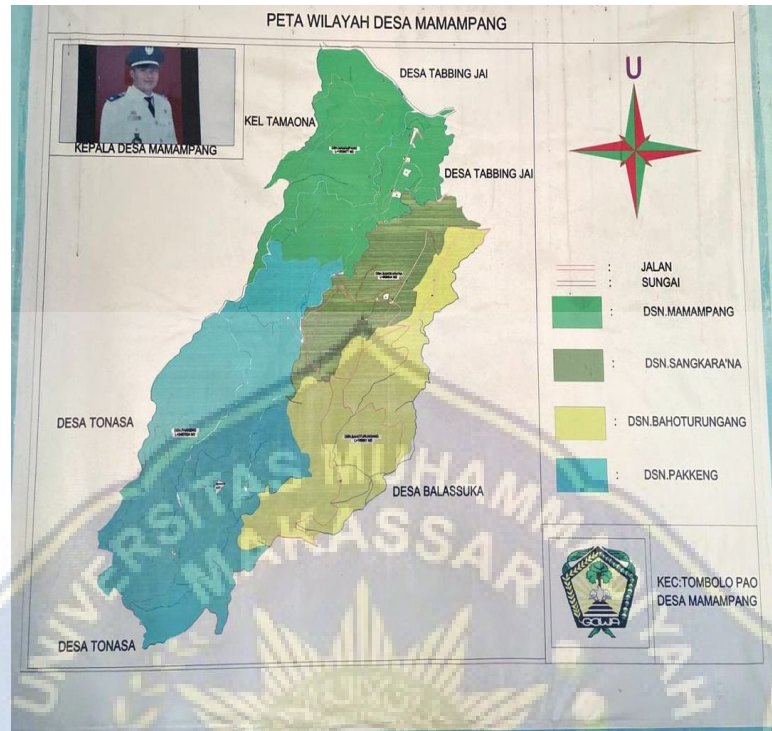 PETA WILAYAH DESA MAMAMPANG
KEPALA DESA MAMAMPANG
DESA TABBING JAI
KEL TAMAONA
DESA TABBING JAI
DESA TONASA
DESA BALASSUKA
DESA TONASA
U
: JALAN
: SUNGAI
: DSN.MAMAMPANG
: DSN.SANGKARA'NA
: DSN.BAHOTURUNGANG
: DSN.PAKKENG
GOWA
KEC:TOMBOLO PAO
DESA MAMAMPANG
UNIVERSITAS MUHAMMADIYAH
MAKASSAR